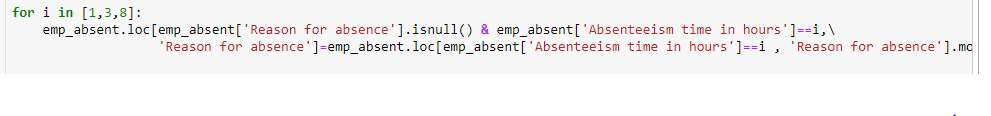 for i in [1,3,8]:
    emp_absent.loc[emp_absent['Reason for absence'].isnull() & emp_absent['Absenteeism time in hours']==i,\
                   'Reason for absence']=emp_absent.loc[emp_absent['Absenteeism time in hours']==i , 'Reason for absence'].mo